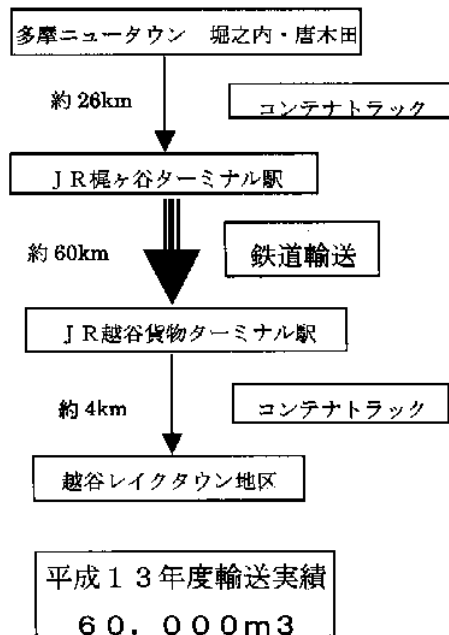 多摩ニュータウン　堀之内・唐木田
約 26km
コンテナトラック
ＪＲ梶ヶ谷ターミナル駅
約 60km
鉄道輸送
ＪＲ越谷貨物ターミナル駅
約 4km
コンテナトラック
越谷レイクタウン地区
平成１３年度輸送実績
６０．０００m３